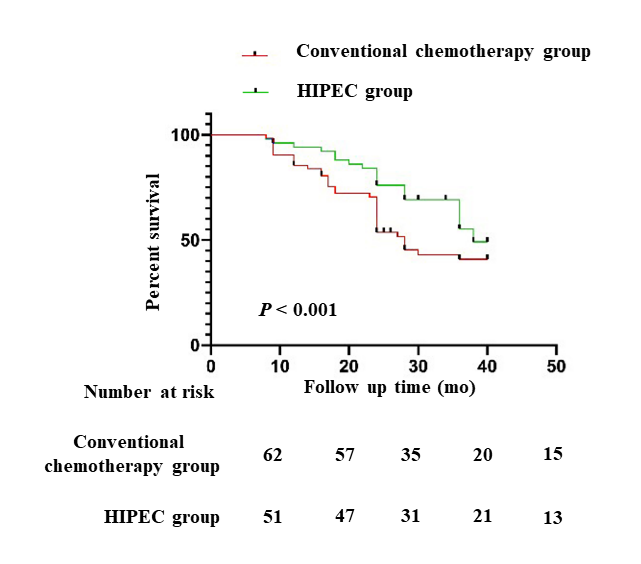 Conventional chemotherapy group
HIPEC group
100
50
0
Percent survival
P < 0.001
0 10 20 30 40 50
Follow up time (mo)
Number at risk
Conventional
chemotherapy group 62 57 35 20 15
HIPEC group 51 47 31 21 13